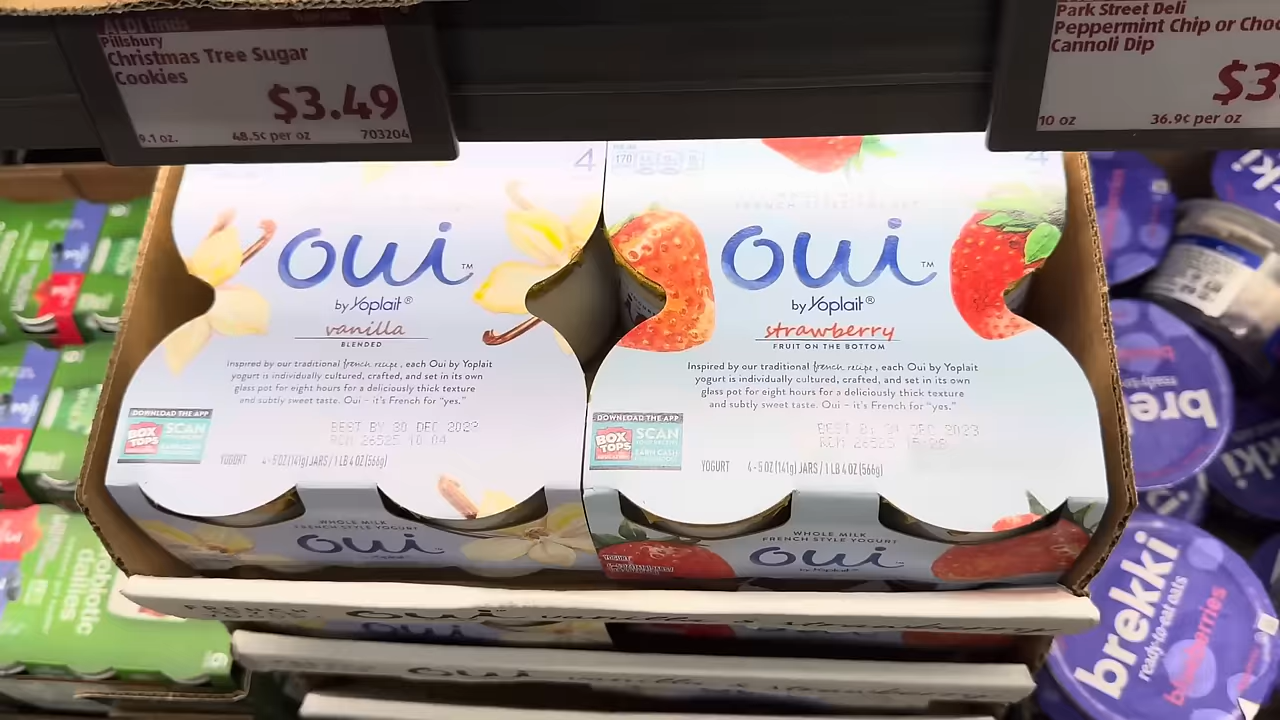 ALDI finds
Pillsbury
Christmas Tree Sugar
Cookies
$3.49
9.1 oz. 48.5¢ per oz 703204
Park Street Deli
Peppermint Chip or Choc
Cannoli Dip
$3.
10 oz 36.9¢ per oz
4
oui™
by Yoplait®
vanilla
BLENDED
Inspired by our traditional french recipe, each Oui by Yoplait
yogurt is individually cultured, crafted, and set in its own
glass pot for eight hours for a deliciously thick texture
and subtly sweet taste. Oui – it's French for "yes."
DOWNLOAD THE APP
BOX TOPS
SCAN
BEST BY 30 DEC 2023
YOGURT 4-5 OZ (141g) JARS / 1 LB 4 OZ (566g)
WHOLE MILK
FRENCH STYLE YOGURT
oui
170
4
oui™
by Yoplait®
strawberry
FRUIT ON THE BOTTOM
Inspired by our traditional french recipe, each Oui by Yoplait
yogurt is individually cultured, crafted, and set in its own
glass pot for eight hours for a deliciously thick texture
and subtly sweet taste. Oui – it's French for "yes."
DOWNLOAD THE APP
BOX TOPS
SCAN
DEC 2023
YOGURT 4-5 OZ (141g) JARS / 1 LB 4 OZ (566g)
WHOLE MILK
FRENCH STYLE YOGURT
oui
by Yoplait®
oui vanilla & strawberry
oui vanilla & strawberry
brekki
ready-to-eat oats
blueberries
brekki